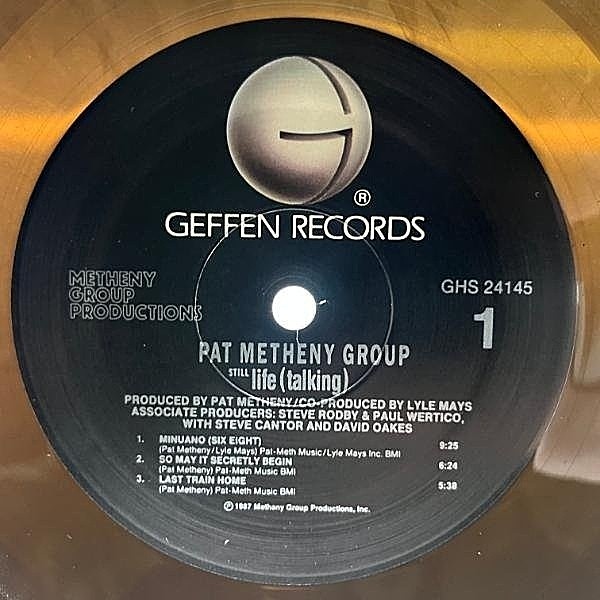 G
®
GEFFEN RECORDS
METHENY
GROUP
PRODUCTIONS
GHS 24145
1
PAT METHENY GROUP
STILL life (talking)
PRODUCED BY PAT METHENY/CO-PRODUCED BY LYLE MAYS
ASSOCIATE PRODUCERS: STEVE RODBY & PAUL WERTICO,
WITH STEVE CANTOR AND DAVID OAKES
1. MINUANO (SIX EIGHT) 9:25
(Pat Metheny/Lyle Mays) Pat-Meth Music/Lyle Mays Inc. BMI
2. SO MAY IT SECRETLY BEGIN 6:24
(Pat Metheny) Pat-Meth Music BMI
3. LAST TRAIN HOME 5:38
(Pat Metheny) Pat-Meth Music BMI
℗ 1987 Metheny Group Productions, Inc.